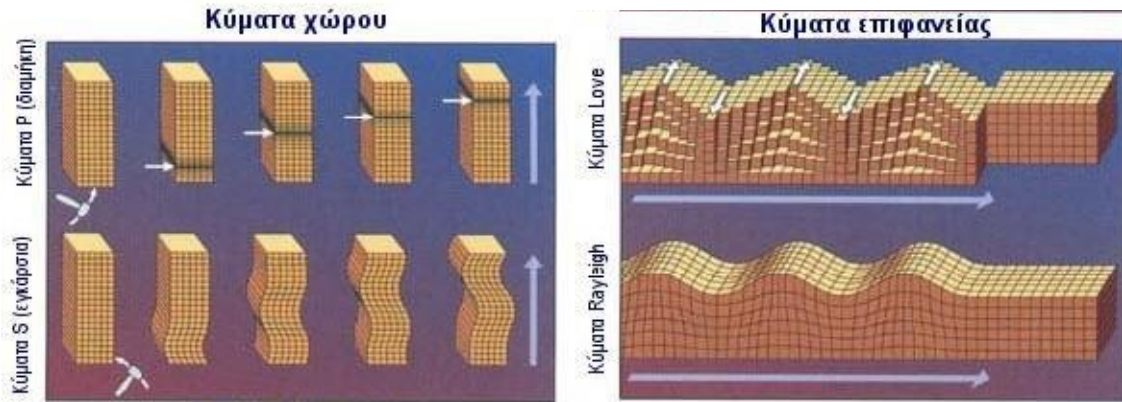 Κύματα χώρου
Κύματα P (διαμήκη)
Κύματα S (εγκάρσια)
Κύματα επιφανείας
Κύματα Love
Κύματα Rayleigh